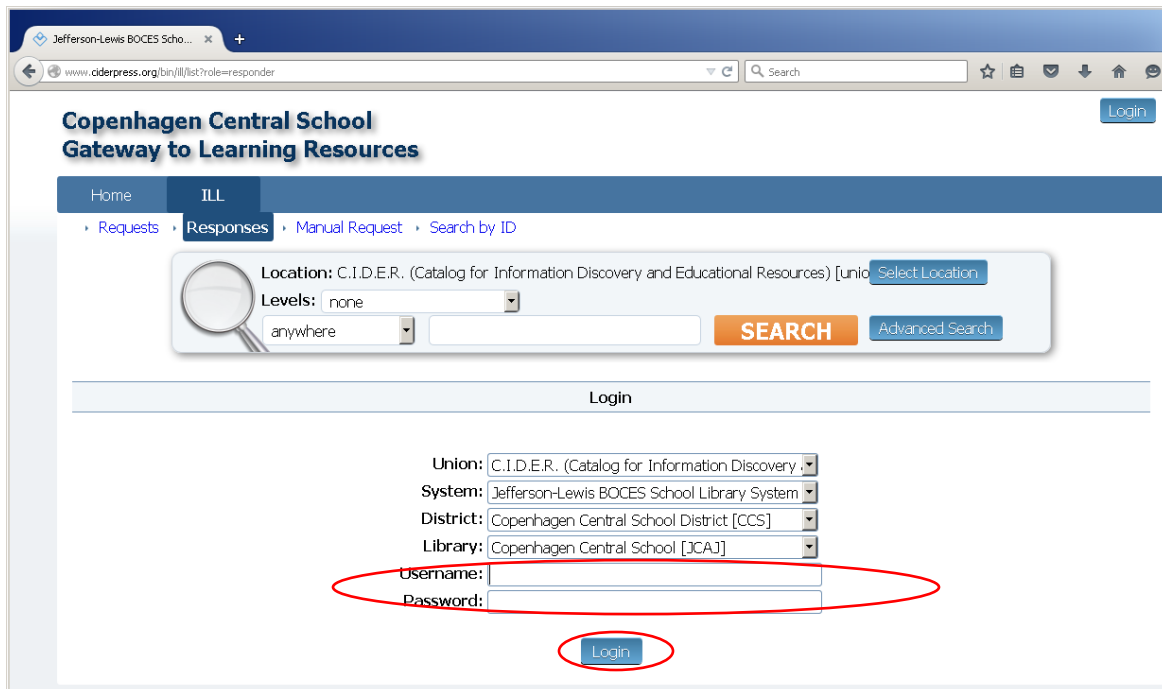 Jefferson-Lewis BOCES Scho... × +
www.ciderpress.org/bin/ill/list?role=responder Search
Login
Copenhagen Central School
Gateway to Learning Resources
Home ILL
Requests Responses Manual Request Search by ID
Location: C.I.D.E.R. (Catalog for Information Discovery and Educational Resources) [unio Select Location
Levels: none
anywhere SEARCH Advanced Search
Login
Union: C.I.D.E.R. (Catalog for Information Discovery
System: Jefferson-Lewis BOCES School Library System
District: Copenhagen Central School District [CCS]
Library: Copenhagen Central School [JCAJ]
Username:
Password:
Login